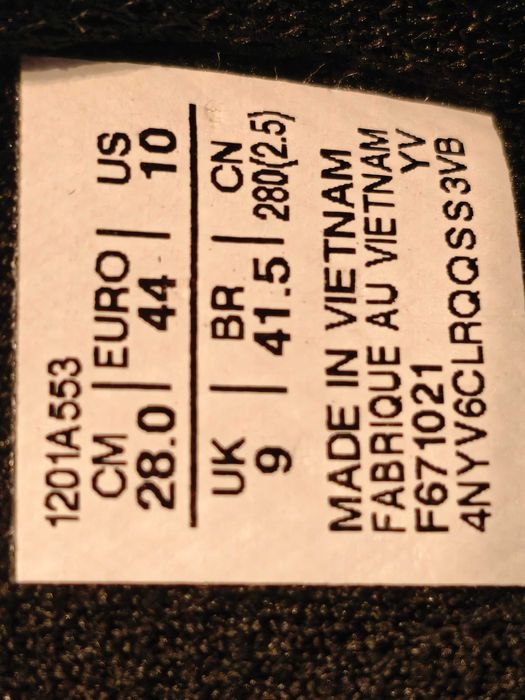 1201A553
CM | EURO | US
28.0 | 44 | 10
UK | BR | CN
9 | 41.5 | 280(2.5)
MADE IN VIETNAM
FABRIQUE AU VIETNAM
F671021 YV
4NYV6CLRQQSS3VB